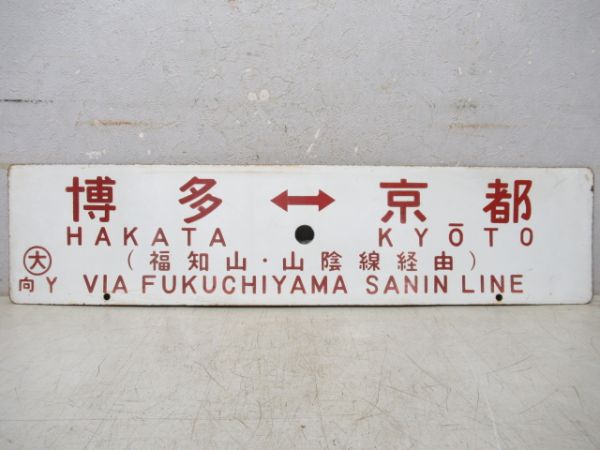 博多 ↔ 京都
HAKATA KYŌTO
(福知山・山陰線経由)
大
向Y VIA FUKUCHIYAMA SANIN LINE